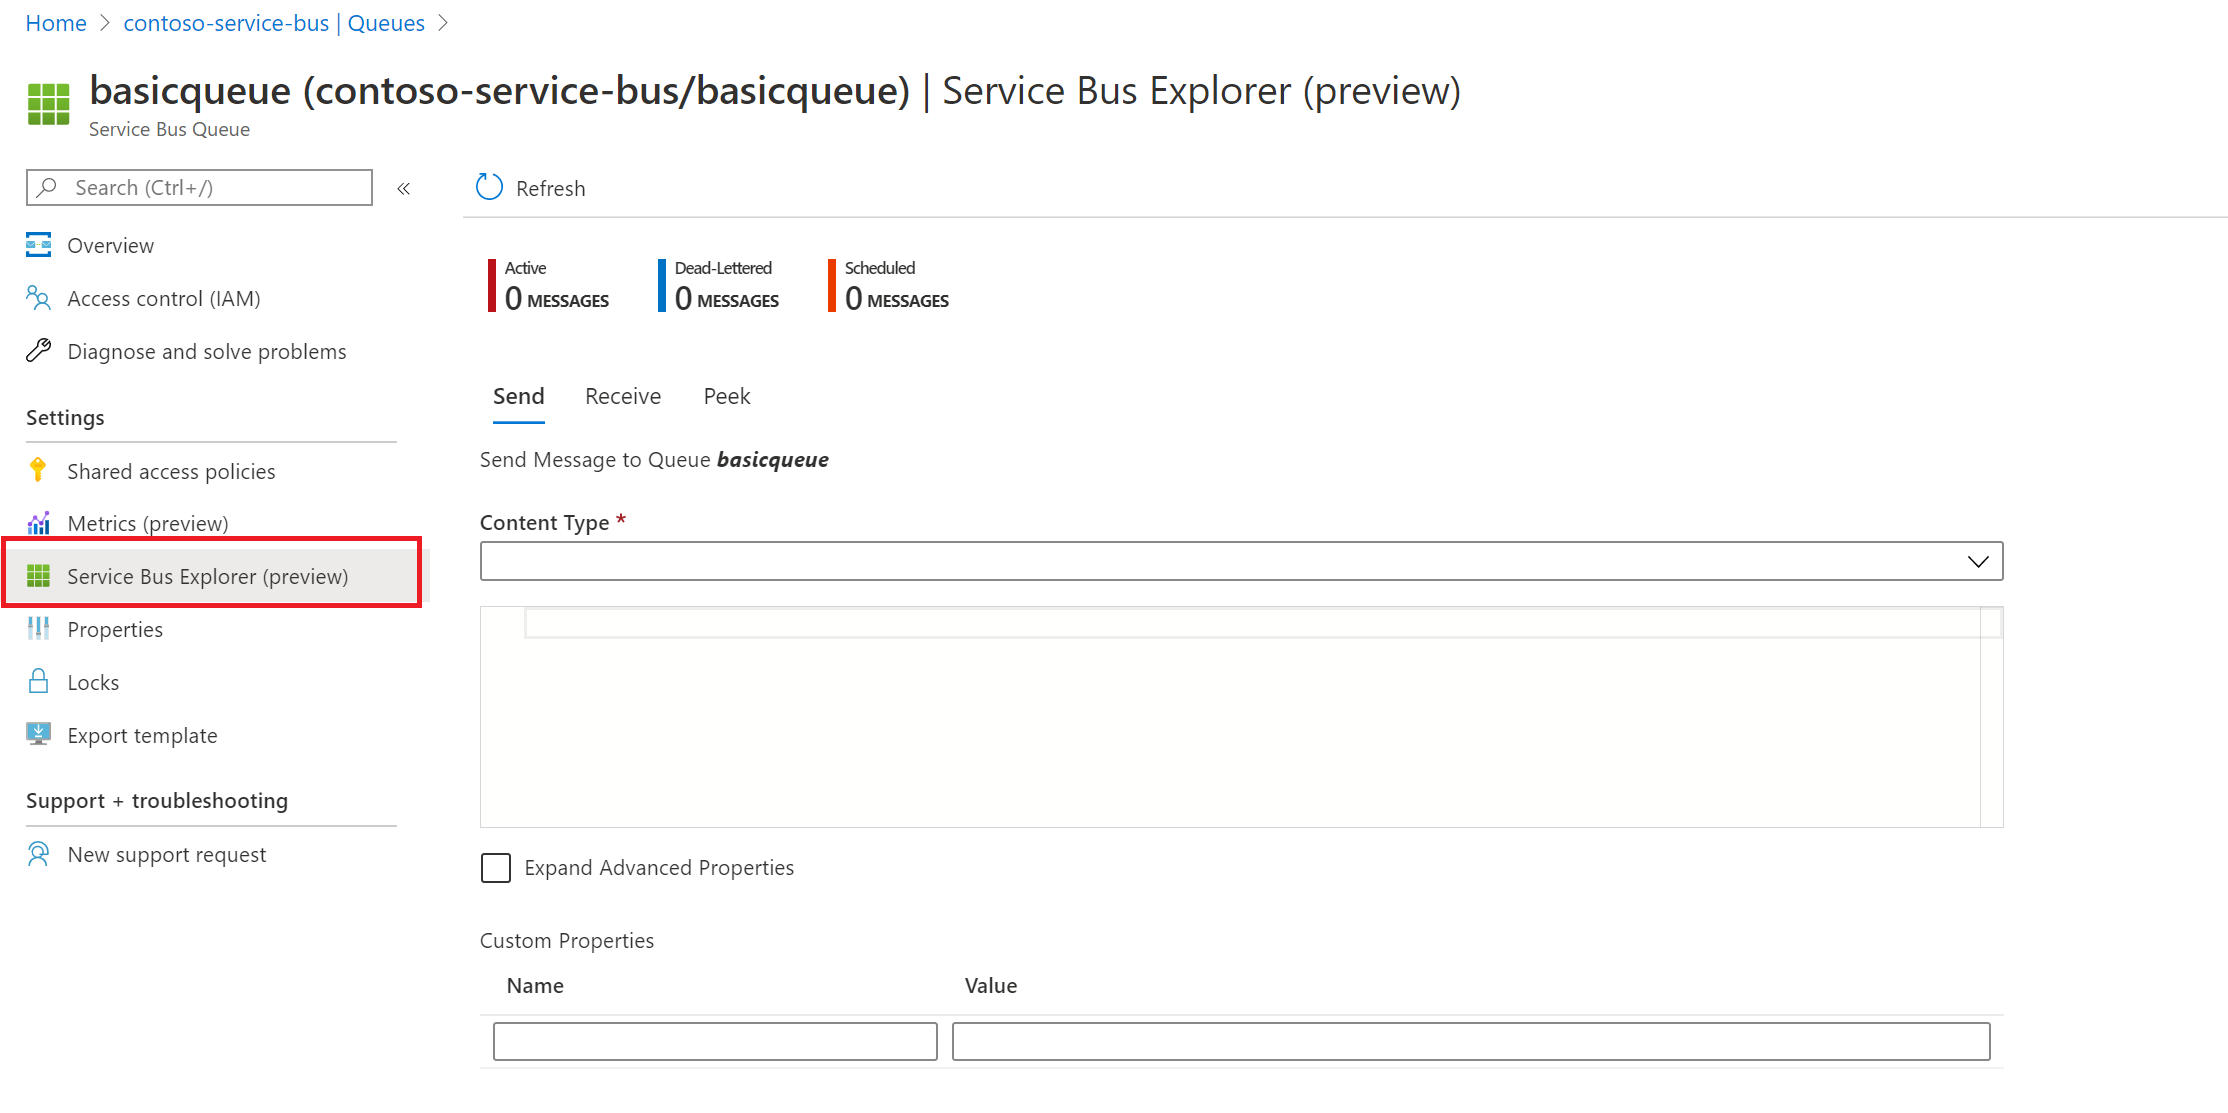 Home > contoso-service-bus | Queues >
basicqueue (contoso-service-bus/basicqueue) | Service Bus Explorer (preview)
Service Bus Queue
Search (Ctrl+/)
«
Overview
Access control (IAM)
Diagnose and solve problems
Settings
Shared access policies
Metrics (preview)
Service Bus Explorer (preview)
Properties
Locks
Export template
Support + troubleshooting
New support request
Refresh
Active
0 MESSAGES
Dead-Lettered
0 MESSAGES
Scheduled
0 MESSAGES
Send Receive Peek
Send Message to Queue basicqueue
Content Type *
Expand Advanced Properties
Custom Properties
Name Value